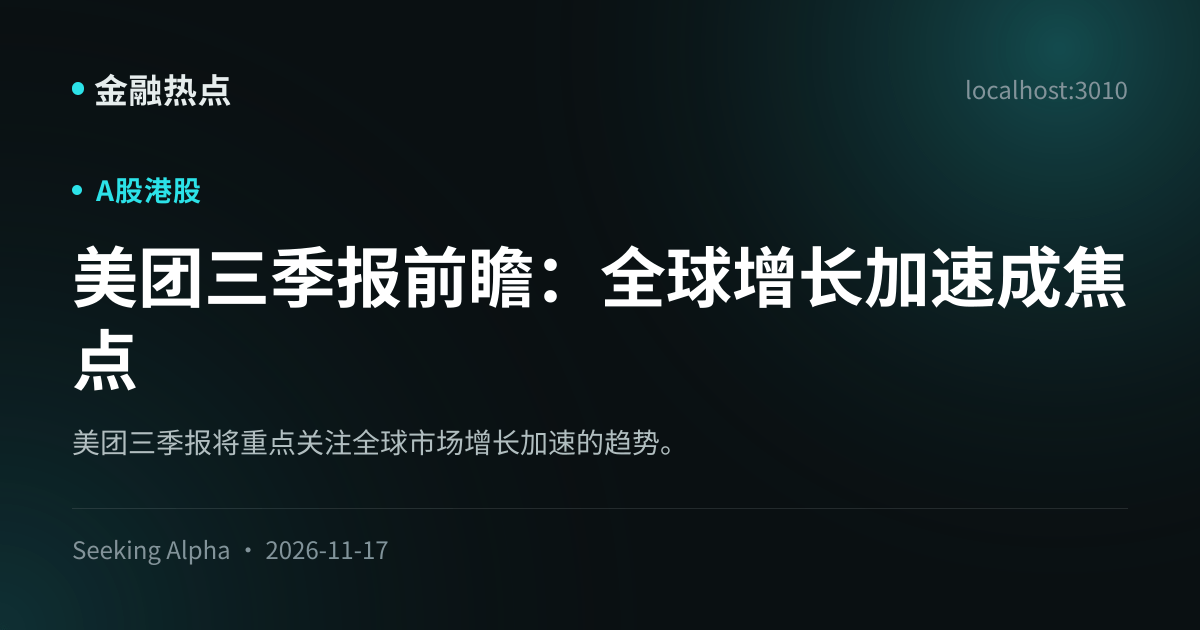 金融热点
localhost:3010
A股港股
美团三季报前瞻：全球增长加速成焦
点
美团三季报将重点关注全球市场增长加速的趋势。
Seeking Alpha · 2026-11-17